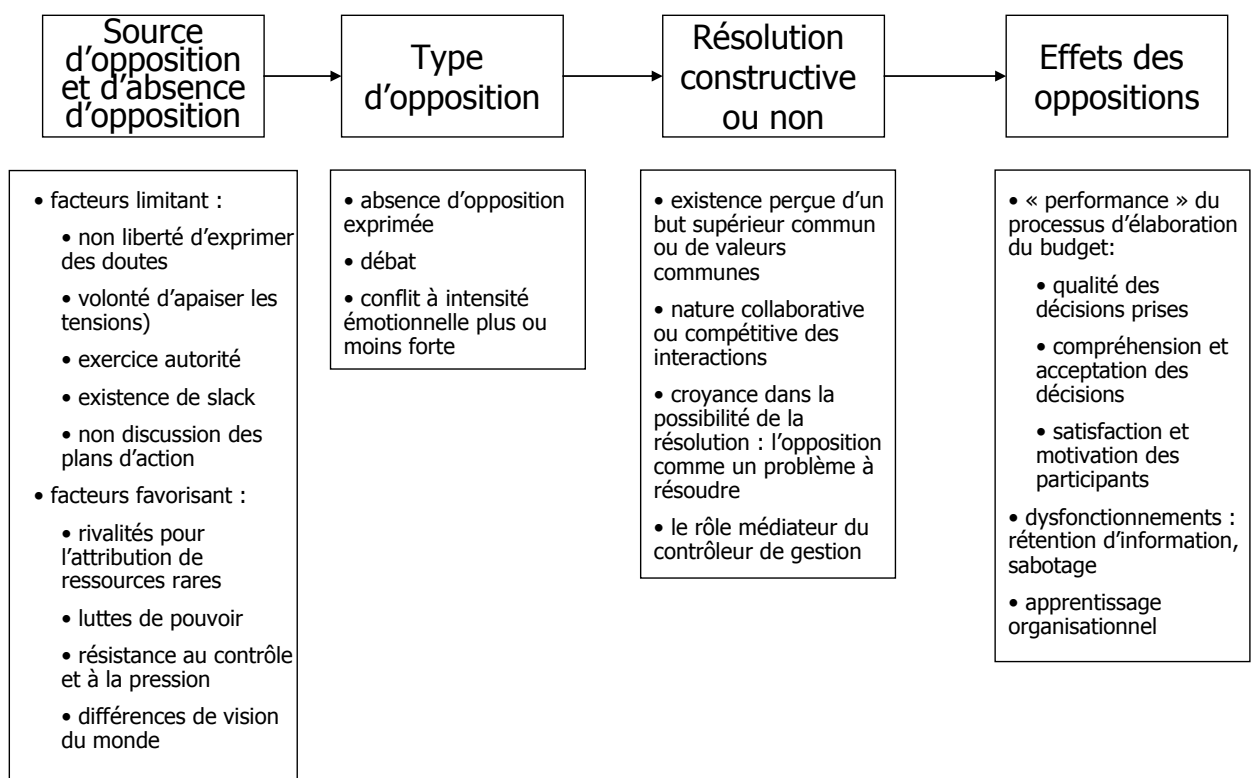 Source
d’opposition
et d’absence
d’opposition
Type
d’opposition
Résolution
constructive
ou non
Effets des
oppositions
• facteurs limitant :
• non liberté d’exprimer
des doutes
• volonté d’apaiser les
tensions)
• exercice autorité
• existence de slack
• non discussion des
plans d’action
• facteurs favorisant :
• rivalités pour
l’attribution de
ressources rares
• luttes de pouvoir
• résistance au contrôle
et à la pression
• différences de vision
du monde
• absence d’opposition
exprimée
• débat
• conflit à intensité
émotionnelle plus ou
moins forte
• existence perçue d’un
but supérieur commun
ou de valeurs
communes
• nature collaborative
ou compétitive des
interactions
• croyance dans la
possibilité de la
résolution : l’opposition
comme un problème à
résoudre
• le rôle médiateur du
contrôleur de gestion
• « performance » du
processus d’élaboration
du budget:
• qualité des
décisions prises
• compréhension et
acceptation des
décisions
• satisfaction et
motivation des
participants
• dysfonctionnements :
rétention d’information,
sabotage
• apprentissage
organisationnel